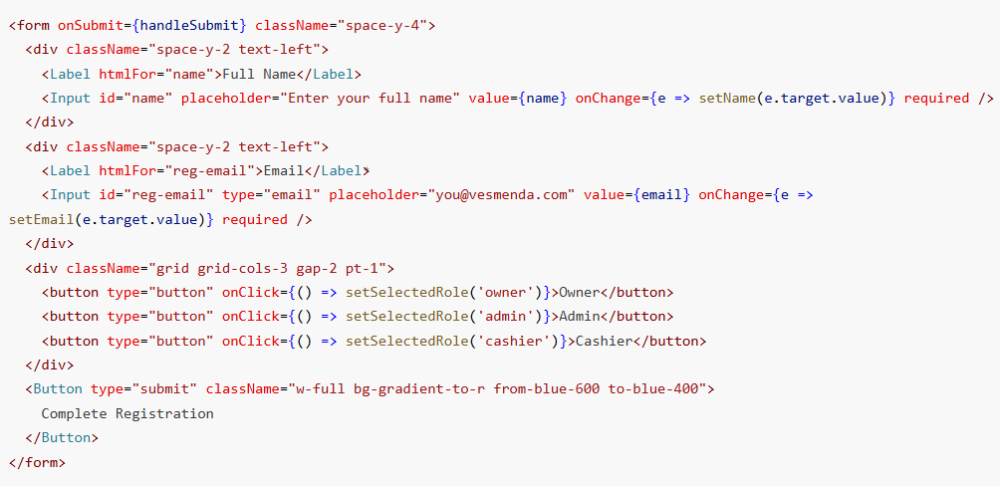 <form onSubmit={handleSubmit} className="space-y-4">
  <div className="space-y-2 text-left">
    <Label htmlFor="name">Full Name</Label>
    <Input id="name" placeholder="Enter your full name" value={name} onChange={e => setName(e.target.value)} required />
  </div>
  <div className="space-y-2 text-left">
    <Label htmlFor="reg-email">Email</Label>
    <Input id="reg-email" type="email" placeholder="you@vesmenda.com" value={email} onChange={e =>
setEmail(e.target.value)} required />
  </div>
  <div className="grid grid-cols-3 gap-2 pt-1">
    <button type="button" onClick={() => setSelectedRole('owner')}>Owner</button>
    <button type="button" onClick={() => setSelectedRole('admin')}>Admin</button>
    <button type="button" onClick={() => setSelectedRole('cashier')}>Cashier</button>
  </div>
  <Button type="submit" className="w-full bg-gradient-to-r from-blue-600 to-blue-400">
    Complete Registration
  </Button>
</form>